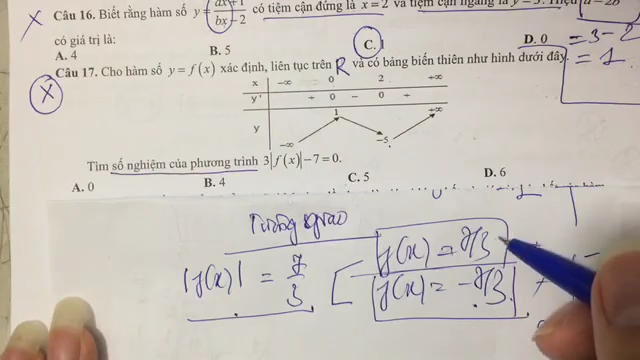 Câu 16. Biết rằng hàm số y = ax+1 / bx−2 có tiệm cận đứng là x = 2 và tiệm cận ngang là y = 3.
có giá trị là:
A. 4 B. 5 C. 1 D. 0
= 3 - 2
= 1
Câu 17. Cho hàm số y = f(x) xác định, liên tục trên R và có bảng biến thiên như hình dưới đây.
x −∞ 0 2 +∞
y' + 0 − 0 +
1 +∞
y
−∞ −5
Tìm số nghiệm của phương trình 3|f(x)| − 7 = 0.
A. 0 B. 4 C. 5 D. 6
Tương giao
|f(x)| = 7/3
f(x) = 7/3
f(x) = −7/3